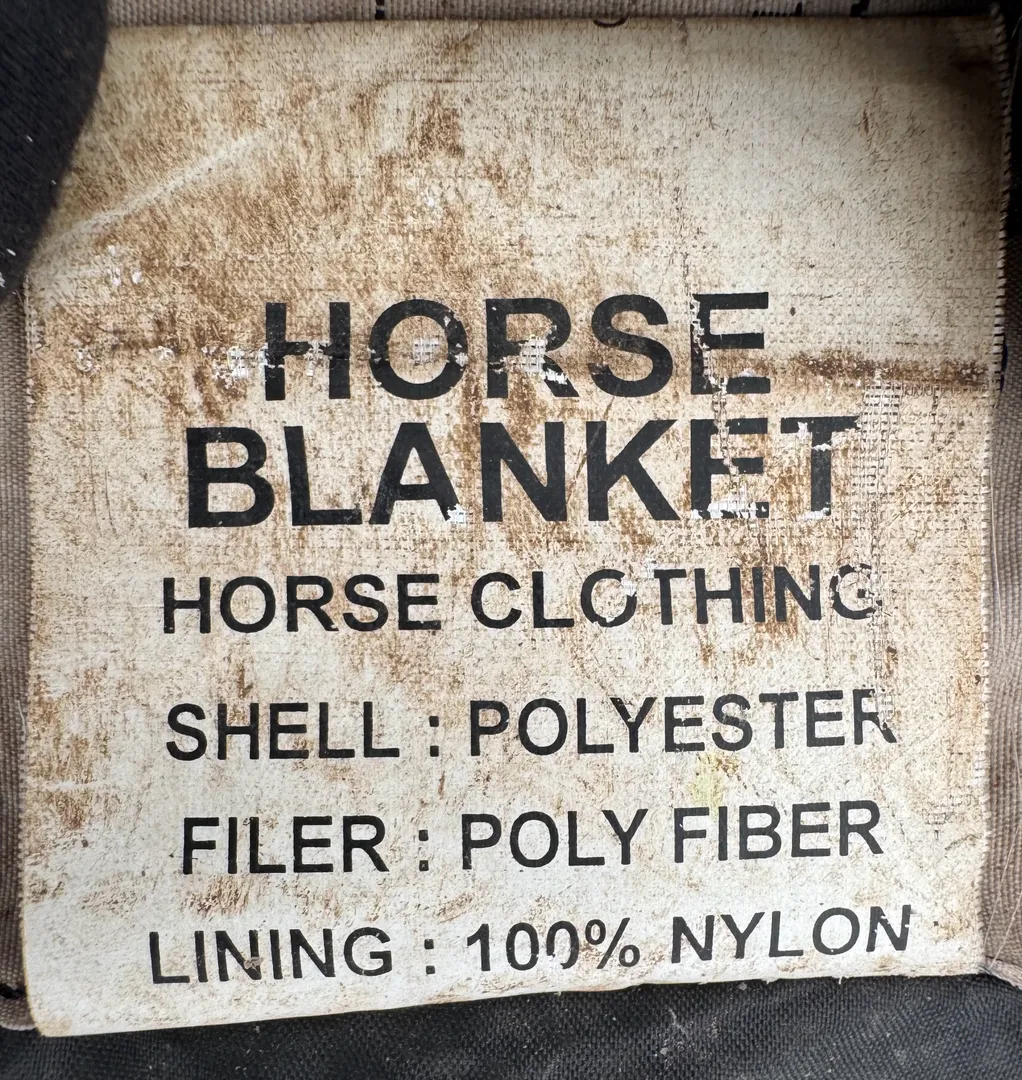 HORSE
BLANKET
HORSE CLOTHING
SHELL : POLYESTER
FILER : POLY FIBER
LINING : 100% NYLON